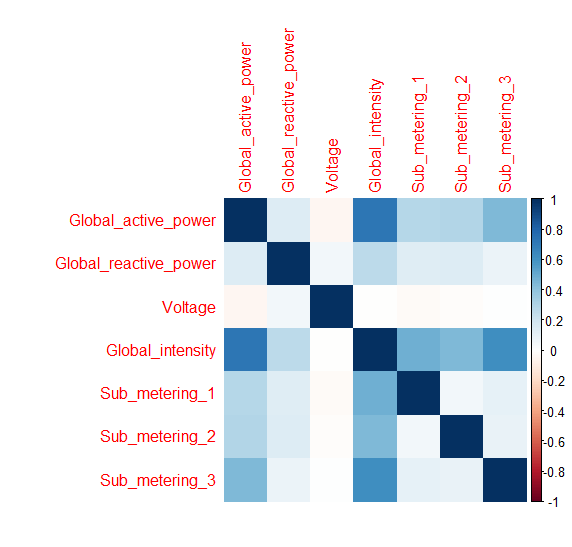 Global_active_power
Global_reactive_power
Voltage
Global_intensity
Sub_metering_1
Sub_metering_2
Sub_metering_3
Global_active_power
Global_reactive_power
Voltage
Global_intensity
Sub_metering_1
Sub_metering_2
Sub_metering_3
1
0.8
0.6
0.4
0.2
0
-0.2
-0.4
-0.6
-0.8
-1